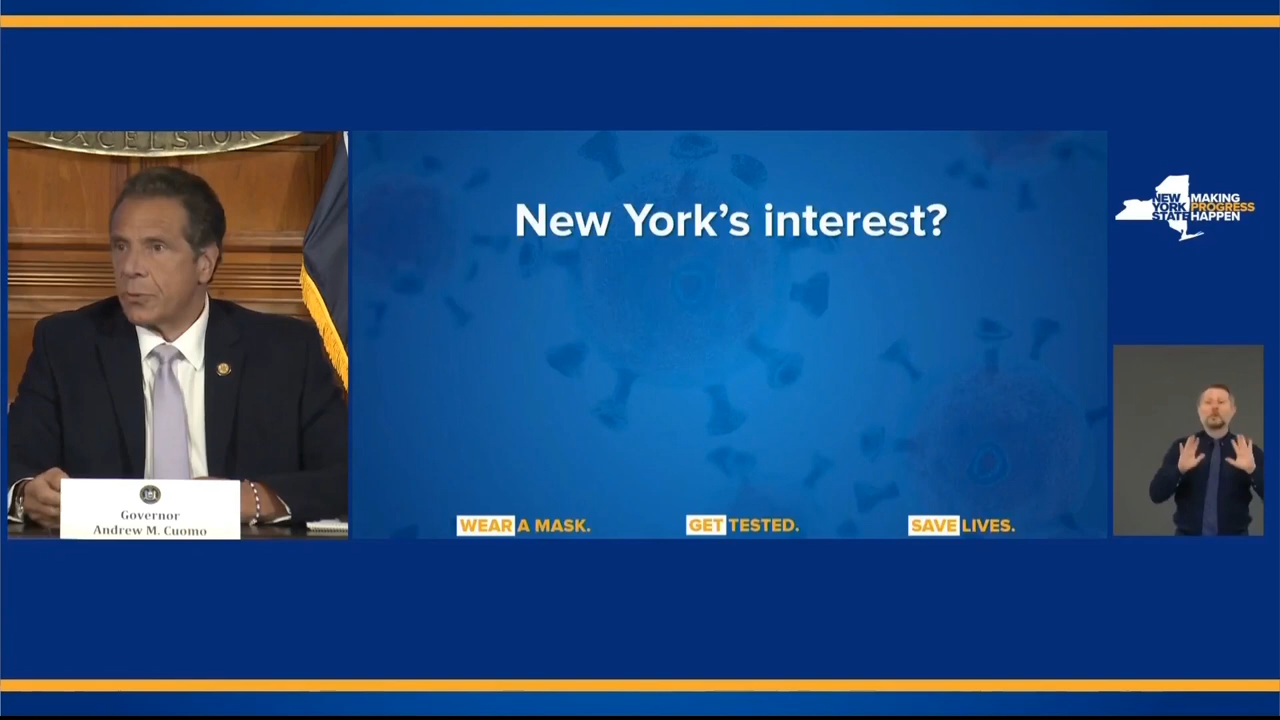 EXCELSIOR
New York's interest?
NEW
YORK
STATE
MAKING
PROGRESS
HAPPEN
Governor
Andrew M. Cuomo
WEAR A MASK.
GET TESTED.
SAVE LIVES.